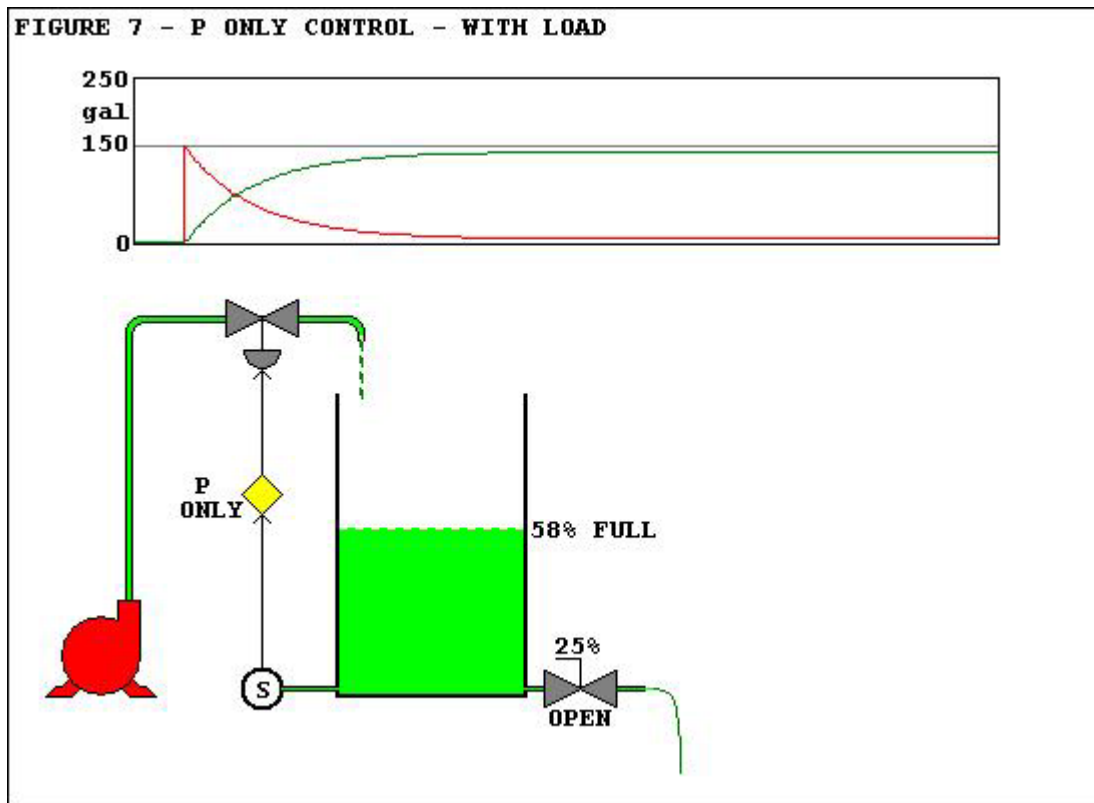 FIGURE 7 - P ONLY CONTROL - WITH LOAD
250
gal
150
0
P
ONLY
58% FULL
25%
S
OPEN